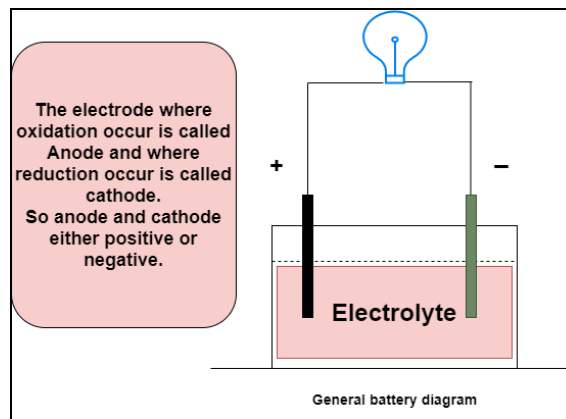 The electrode where
oxidation occur is called
Anode and where
reduction occur is called
cathode.
So anode and cathode
either positive or
negative.
+
–
Electrolyte
General battery diagram